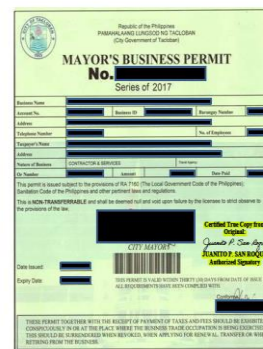 Republic of the Philippines
PAMAHALAANG LUNGSOD NG TACLOBAN
(City Government of Tacloban)
MAYOR'S BUSINESS PERMIT
No.
Series of 2017
Business Name
Account No. Business ID Barangay Number
Address
Telephone Number No. of Employees
Taxpayer's Name
Address
Nature of Business CONTRACTOR & SERVICES
Or Number Amount Date Paid
This permit is issued subject to the provisions of RA 7160 (The Local Government Code of the Philippines),
Sanitation Code of the Philippines and other pertinent laws and regulations.
This is NON-TRANSFERRABLE and shall be deemed null and void upon failure by the licensee to strict observe to
the provisions of the law.
Certified True Copy from
Original:
Juanito P. San Roque
JUANITO P. SAN ROQU
Authorized Signatory
CITY MAYOR
Date Issued:
Expiry Date:
THIS PERMIT IS VALID WITHIN THIRTY (30) DAYS FROM DATE OF ISSUE
ALL REQUIREMENTS HAVE BEEN COMPLIED WITH.
THESE PERMIT TOGETHER WITH THE RECEIPT OF PAYMENT OF TAXES AND FEES SHOULD BE EXHIBITE
CONSPICUOUSLY IN OR AT THE PLACE WHERE THE BUSINESS TRADE OCCUPATION IS BEING EXERCISE
THIS SHOULD BE SURRENDERED WHEN REVOKED, WHEN APPLYING FOR RENEWAL, TRANSFER OR WHE
RETIRING FROM THE BUSINESS.